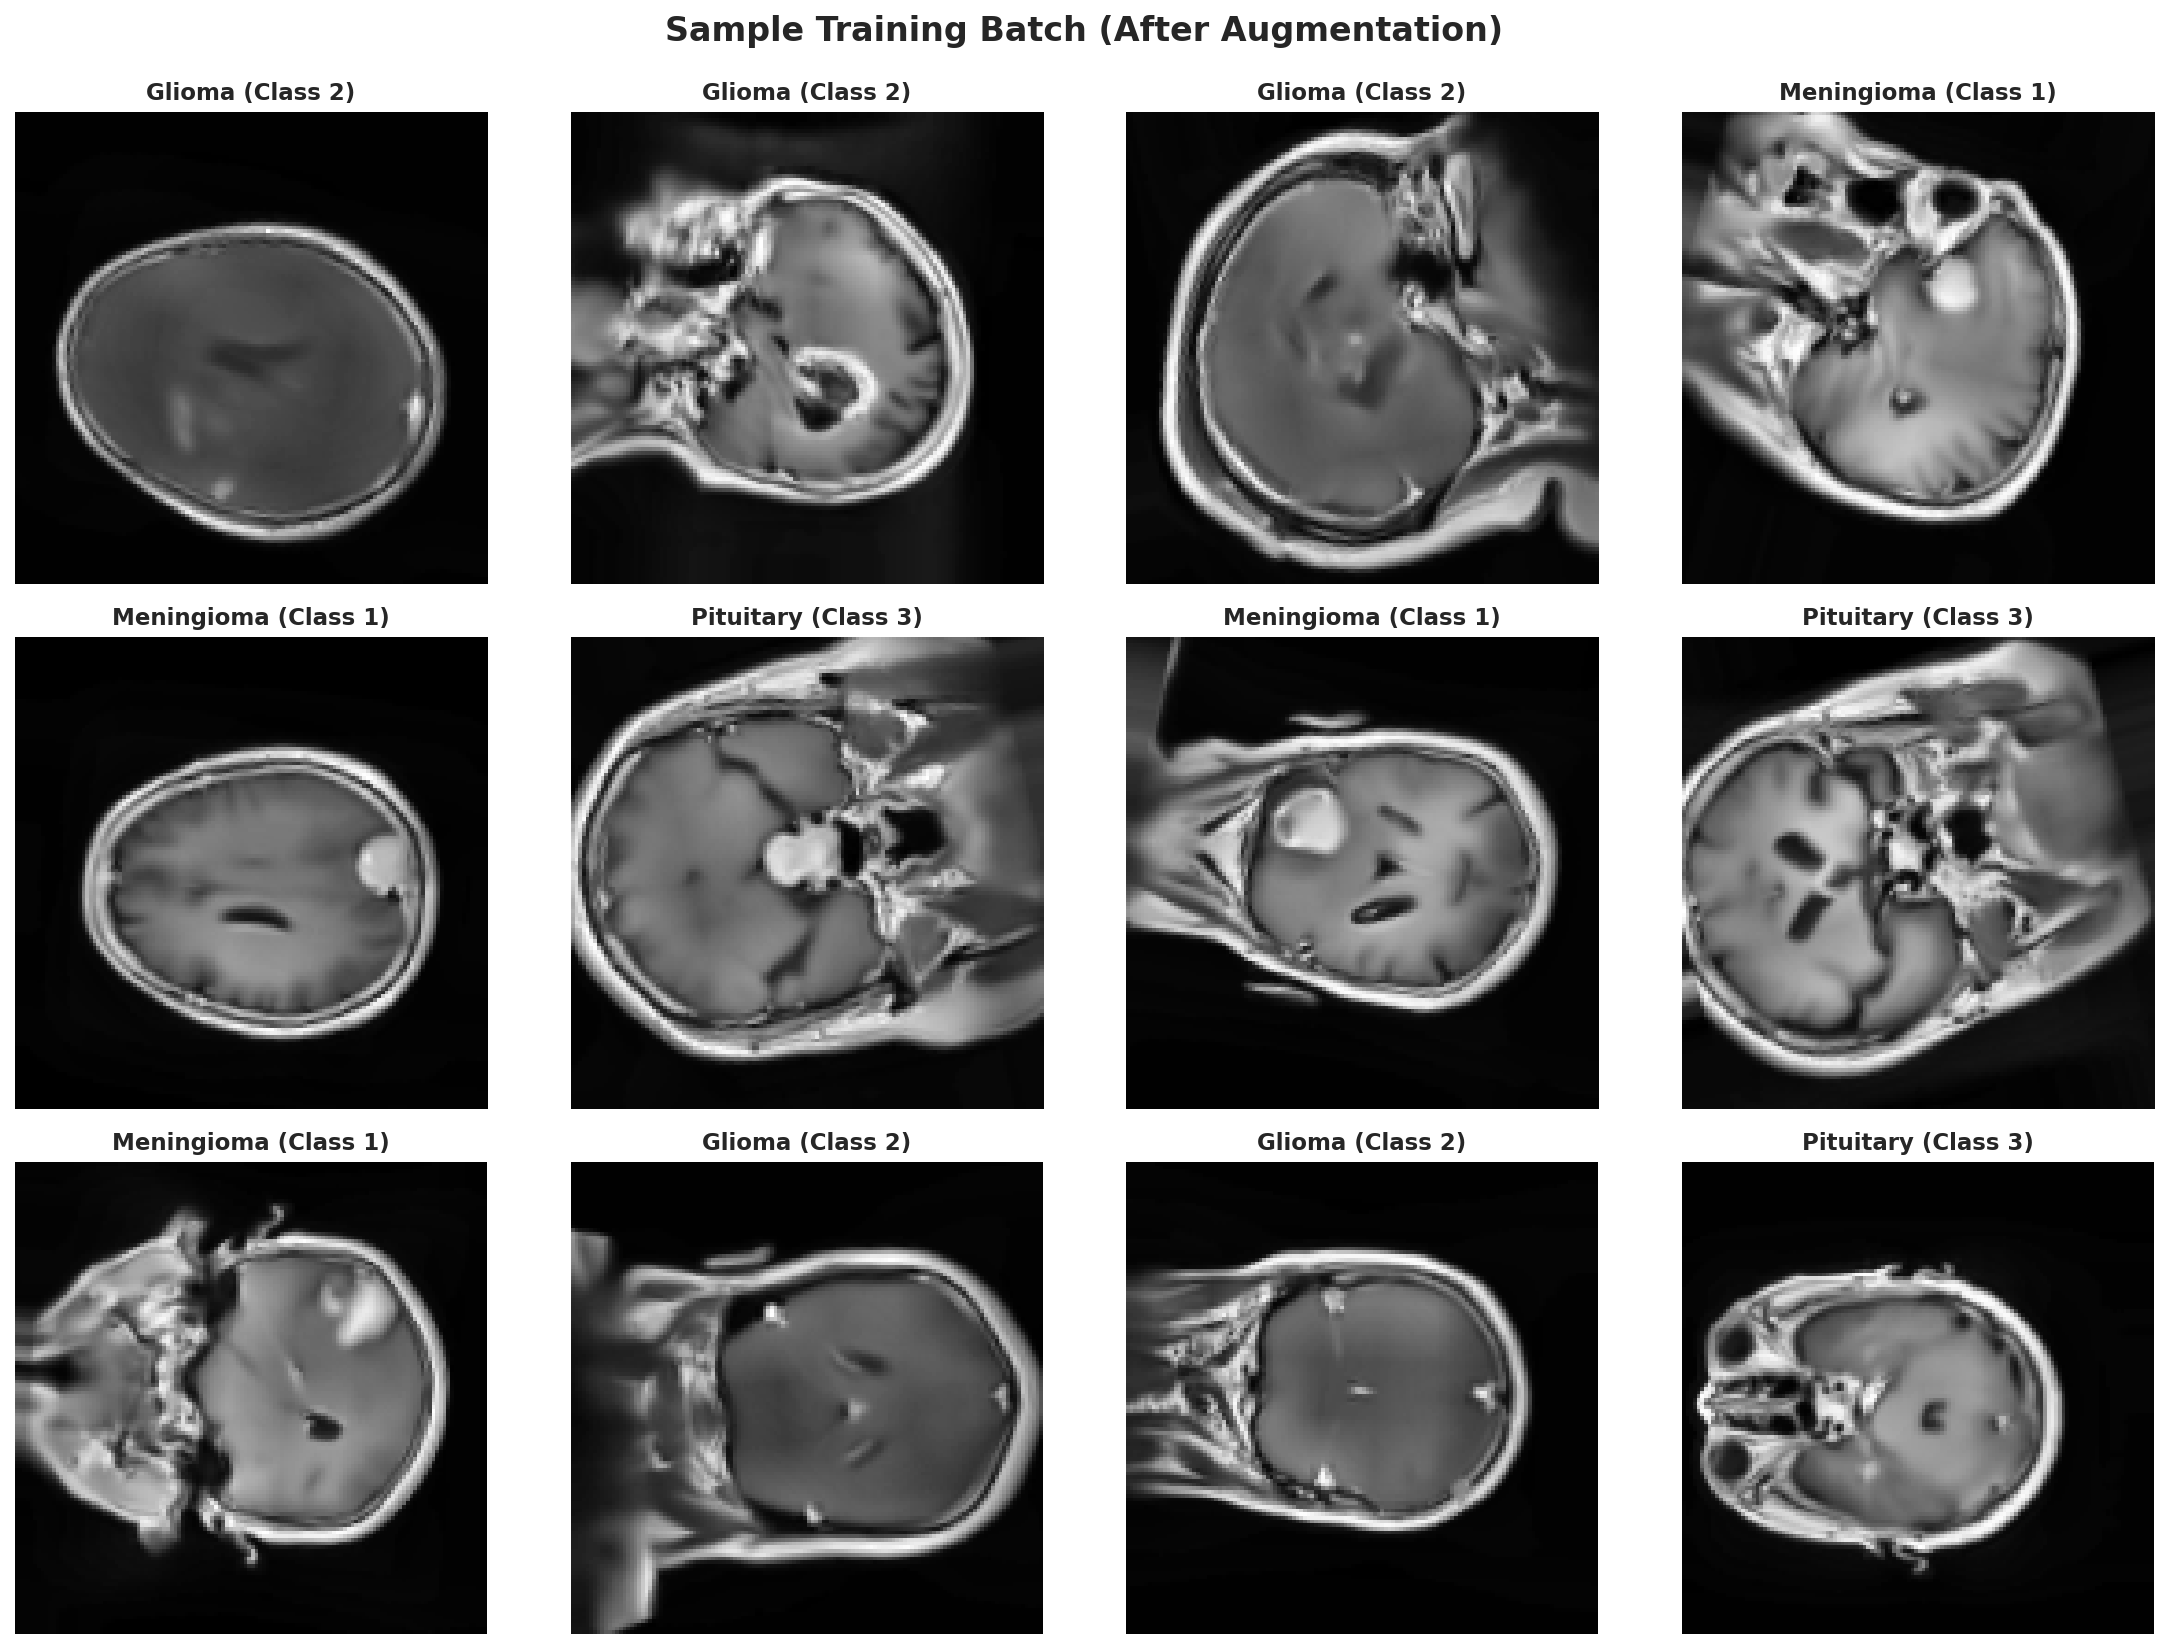 Sample Training Batch (After Augmentation)
Glioma (Class 2)
Glioma (Class 2)
Glioma (Class 2)
Meningioma (Class 1)
Meningioma (Class 1)
Pituitary (Class 3)
Meningioma (Class 1)
Pituitary (Class 3)
Meningioma (Class 1)
Glioma (Class 2)
Glioma (Class 2)
Pituitary (Class 3)